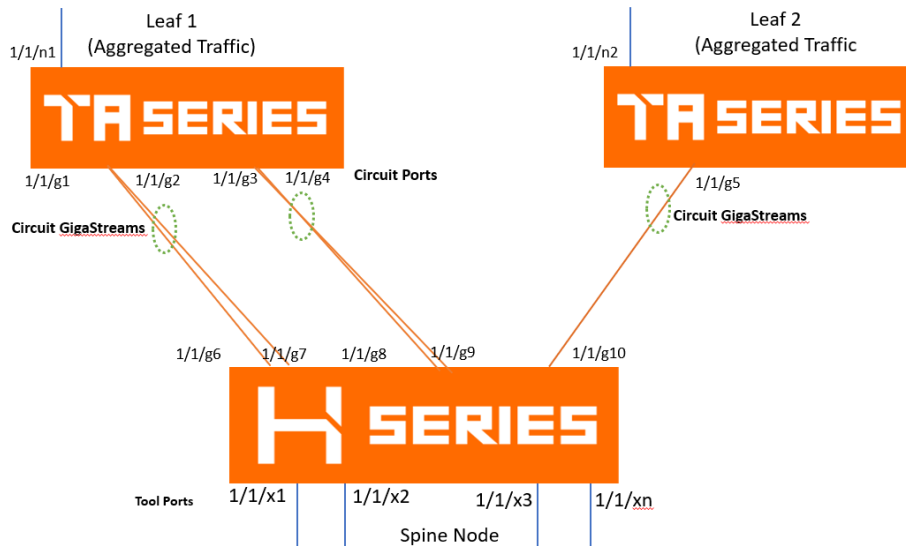 Leaf 1
(Aggregated Traffic)
1/1/n1
TA SERIES
1/1/g1
1/1/g2
1/1/g3
1/1/g4
Circuit Ports
Circuit GigaStreams
Leaf 2
(Aggregated Traffic
1/1/n2
TA SERIES
1/1/g5
Circuit GigaStreams
1/1/g6
1/1/g7
1/1/g8
1/1/g9
1/1/g10
H SERIES
Tool Ports
1/1/x1
1/1/x2
1/1/x3
1/1/xn
Spine Node